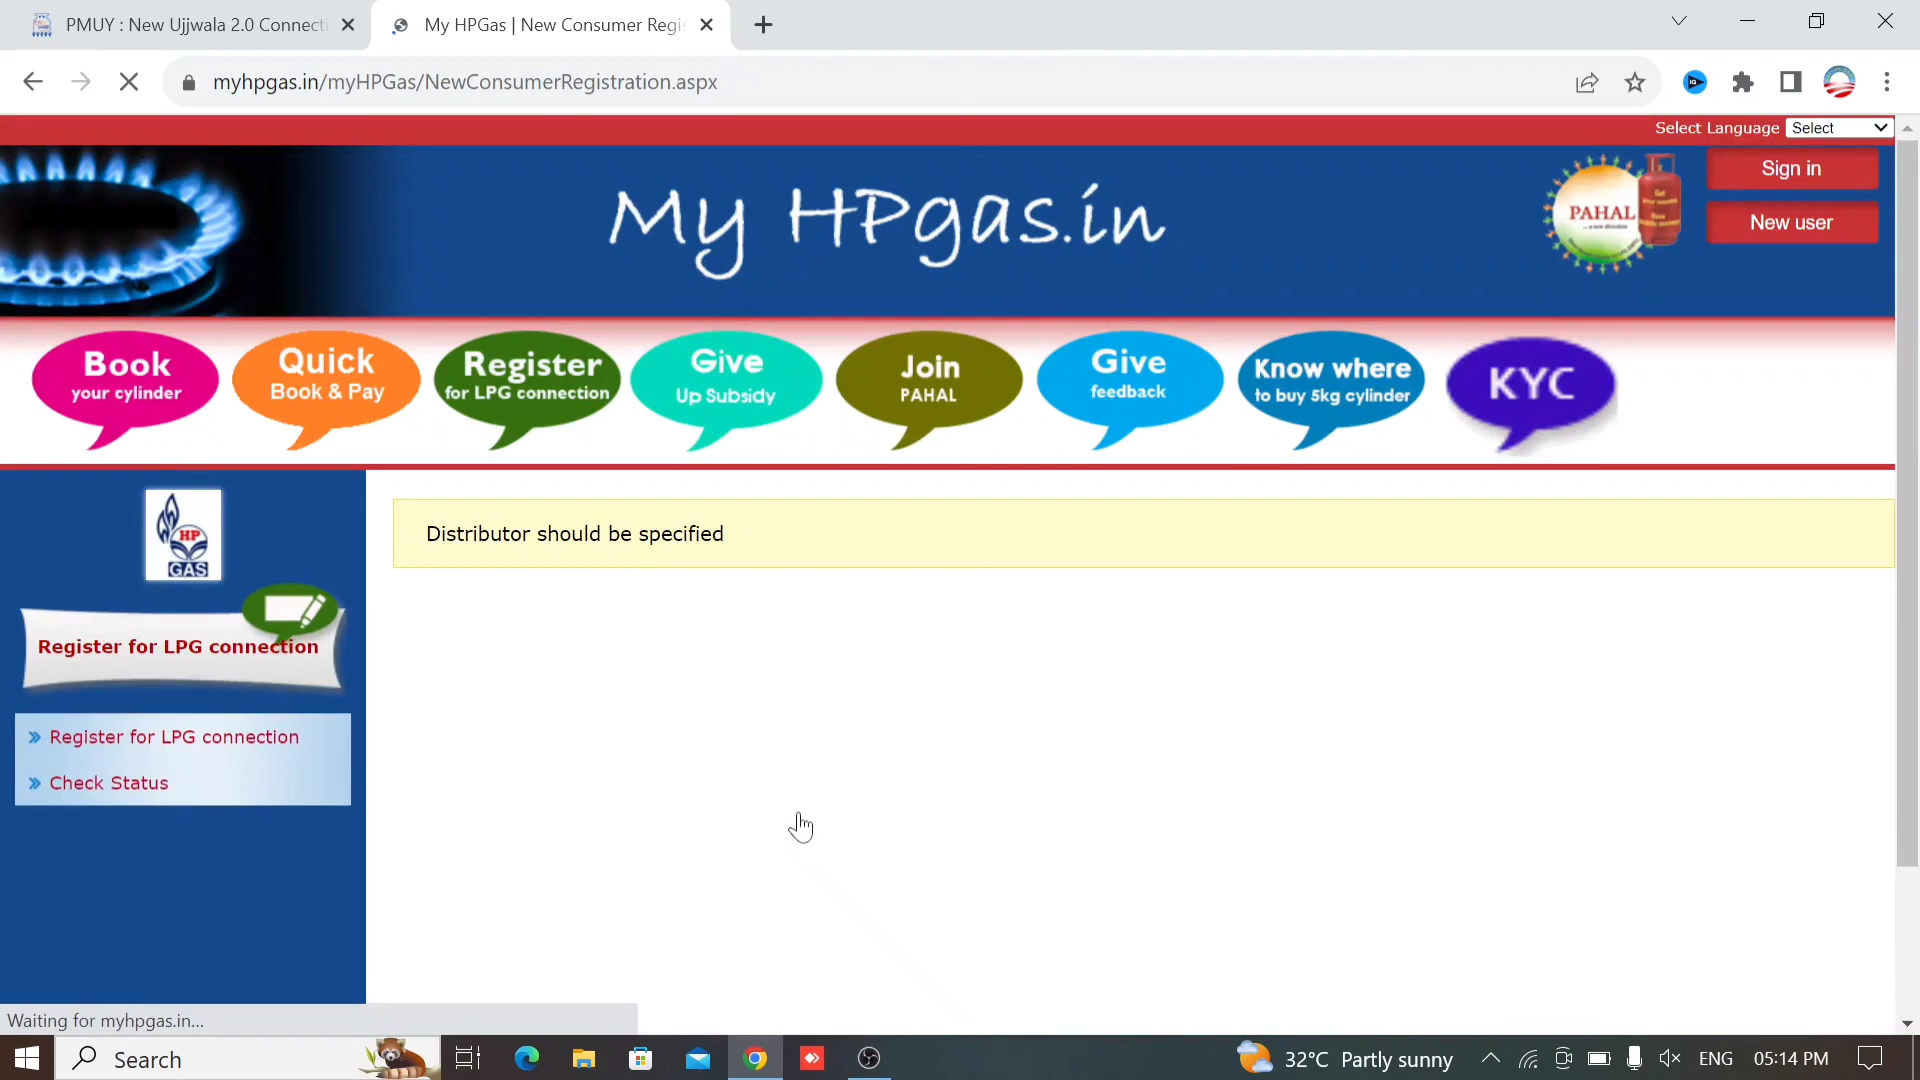 PMUY : New Ujjwala 2.0 Connecti
My HPGas | New Consumer Regis
myhpgas.in/myHPGas/NewConsumerRegistration.aspx
Select Language
Select
My HPgas.in
PAHAL
Sign in
New user
Book
your cylinder
Quick
Book & Pay
Register
for LPG connection
Give
Up Subsidy
Join
PAHAL
Give
feedback
Know where
to buy 5kg cylinder
KYC
HP
GAS
Distributor should be specified
Register for LPG connection
» Register for LPG connection
» Check Status
Waiting for myhpgas.in...
Search
32°C Partly sunny
ENG
05:14 PM